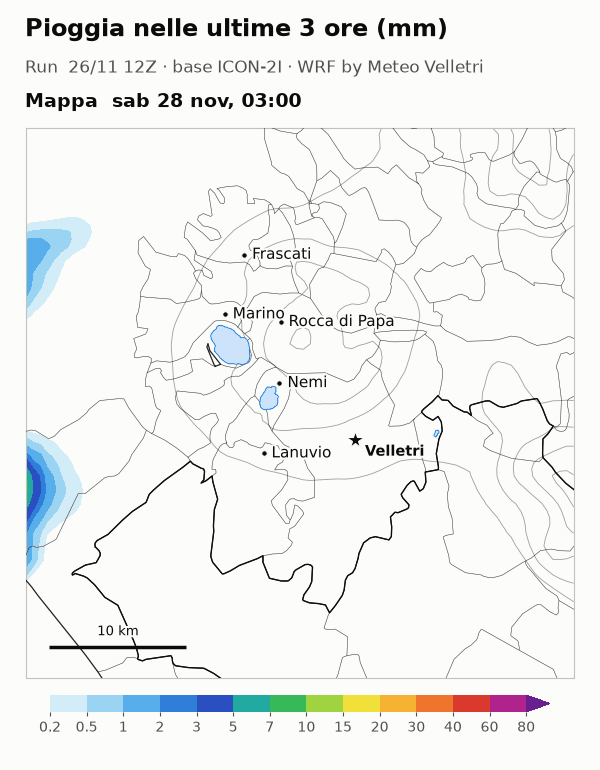 Pioggia nelle ultime 3 ore (mm)
Run  26/11 12Z · base ICON-2I · WRF by Meteo Velletri
Mappa  sab 28 nov, 03:00
Frascati
Marino
Rocca di Papa
Nemi
Velletri
Lanuvio
10 km
0.2 0.5 1 2 3 5 7 10 15 20 30 40 60 80